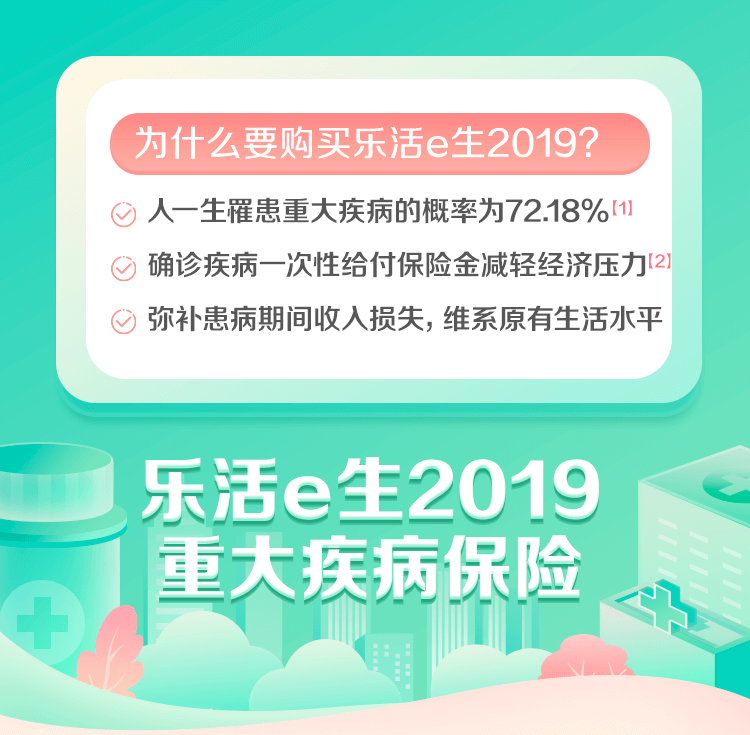 为什么要购买乐活e生2019?
人一生罹患重大疾病的概率为72.18%【1】
确诊疾病一次性给付保险金减轻经济压力【2】
弥补患病期间收入损失,维系原有生活水平
乐活e生2019
重大疾病保险